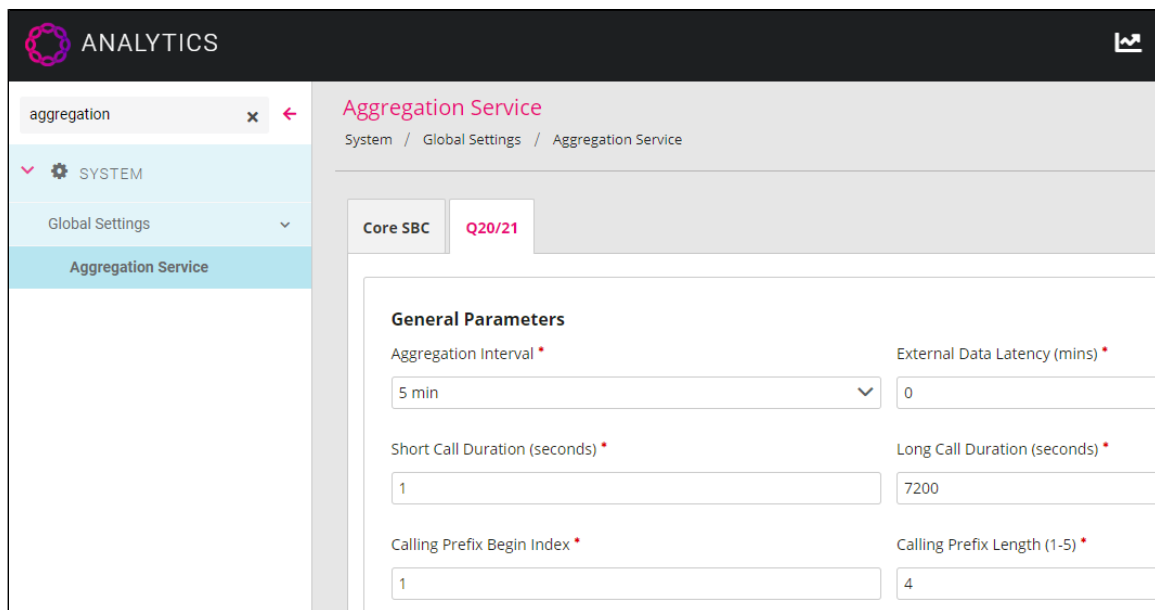 ANALYTICS
aggregation
SYSTEM
Global Settings
Aggregation Service
Aggregation Service
System / Global Settings / Aggregation Service
Core SBC Q20/21
General Parameters
Aggregation Interval * External Data Latency (mins) *
5 min 0
Short Call Duration (seconds) * Long Call Duration (seconds) *
1 7200
Calling Prefix Begin Index * Calling Prefix Length (1-5) *
1 4